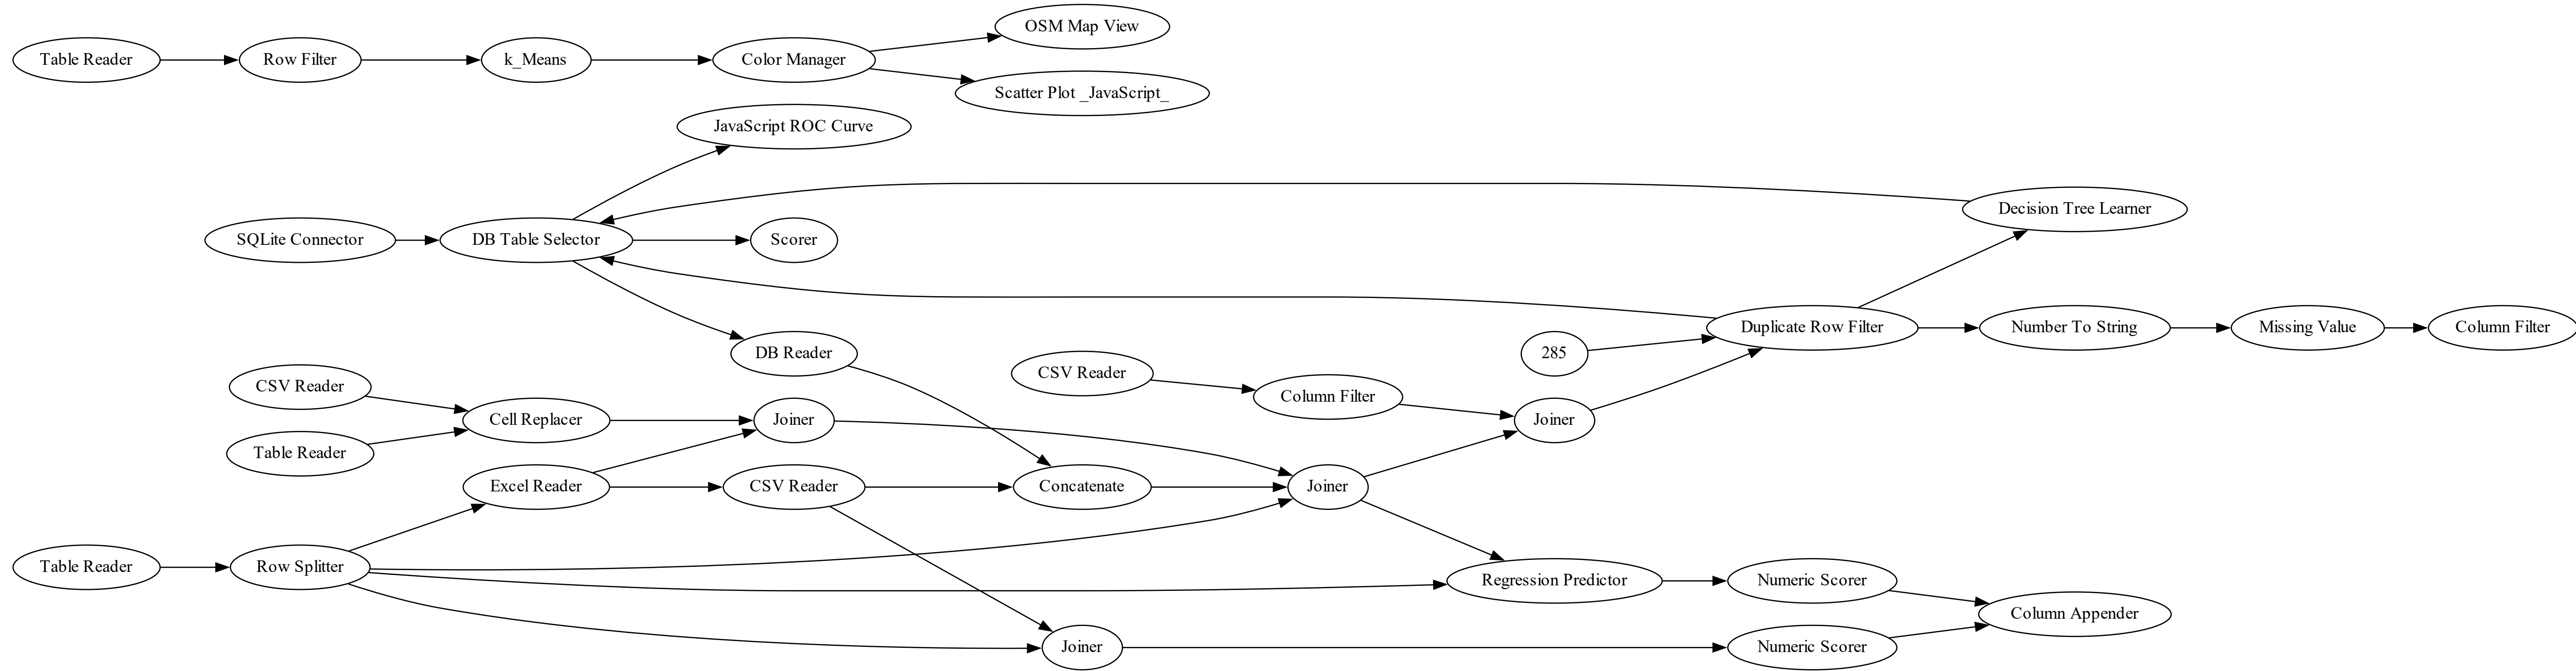 OSM Map View
Table Reader
Row Filter
k_Means
Color Manager
Scatter Plot _JavaScript_
JavaScript ROC Curve
Decision Tree Learner
SQLite Connector
DB Table Selector
Scorer
Duplicate Row Filter
Number To String
Missing Value
Column Filter
DB Reader
285
CSV Reader
CSV Reader
Column Filter
Cell Replacer
Joiner
Joiner
Table Reader
Excel Reader
CSV Reader
Concatenate
Joiner
Table Reader
Row Splitter
Regression Predictor
Numeric Scorer
Column Appender
Joiner
Numeric Scorer